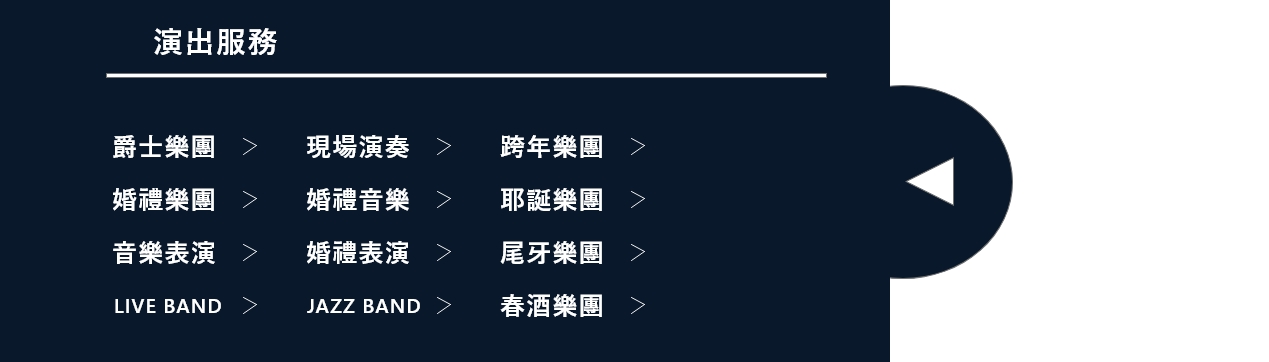 演出服務
爵士樂團 > 現場演奏 > 跨年樂團 >
婚禮樂團 > 婚禮音樂 > 耶誕樂團 >
音樂表演 > 婚禮表演 > 尾牙樂團 >
LIVE BAND > JAZZ BAND > 春酒樂團 >